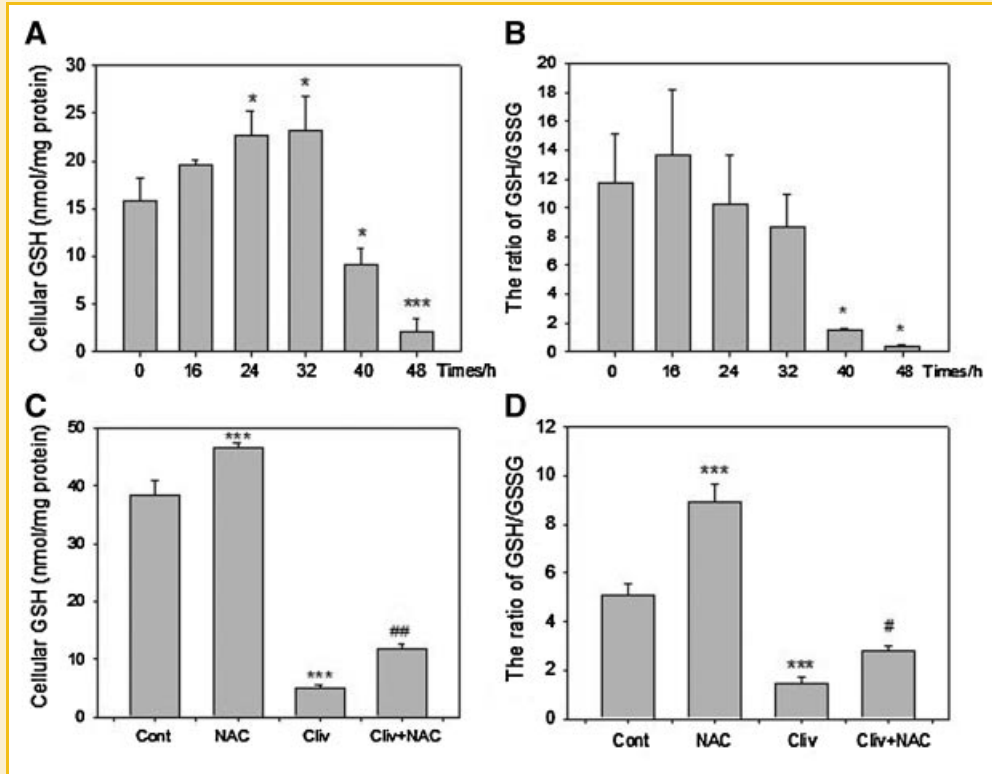 A
Cellular GSH (nmol/mg protein)
30
25
20
15
10
5
0
* * * ***
0 16 24 32 40 48 Times/h
B
The ratio of GSH/GSSG
20
18
16
14
12
10
8
6
4
2
0
* *
0 16 24 32 40 48 Times/h
C
Cellular GSH (nmol/mg protein)
50
40
30
20
10
0
*** *** ##
Cont NAC Cliv Cliv+NAC
D
The ratio of GSH/GSSG
12
10
8
6
4
2
0
*** *** #
Cont NAC Cliv Cliv+NAC